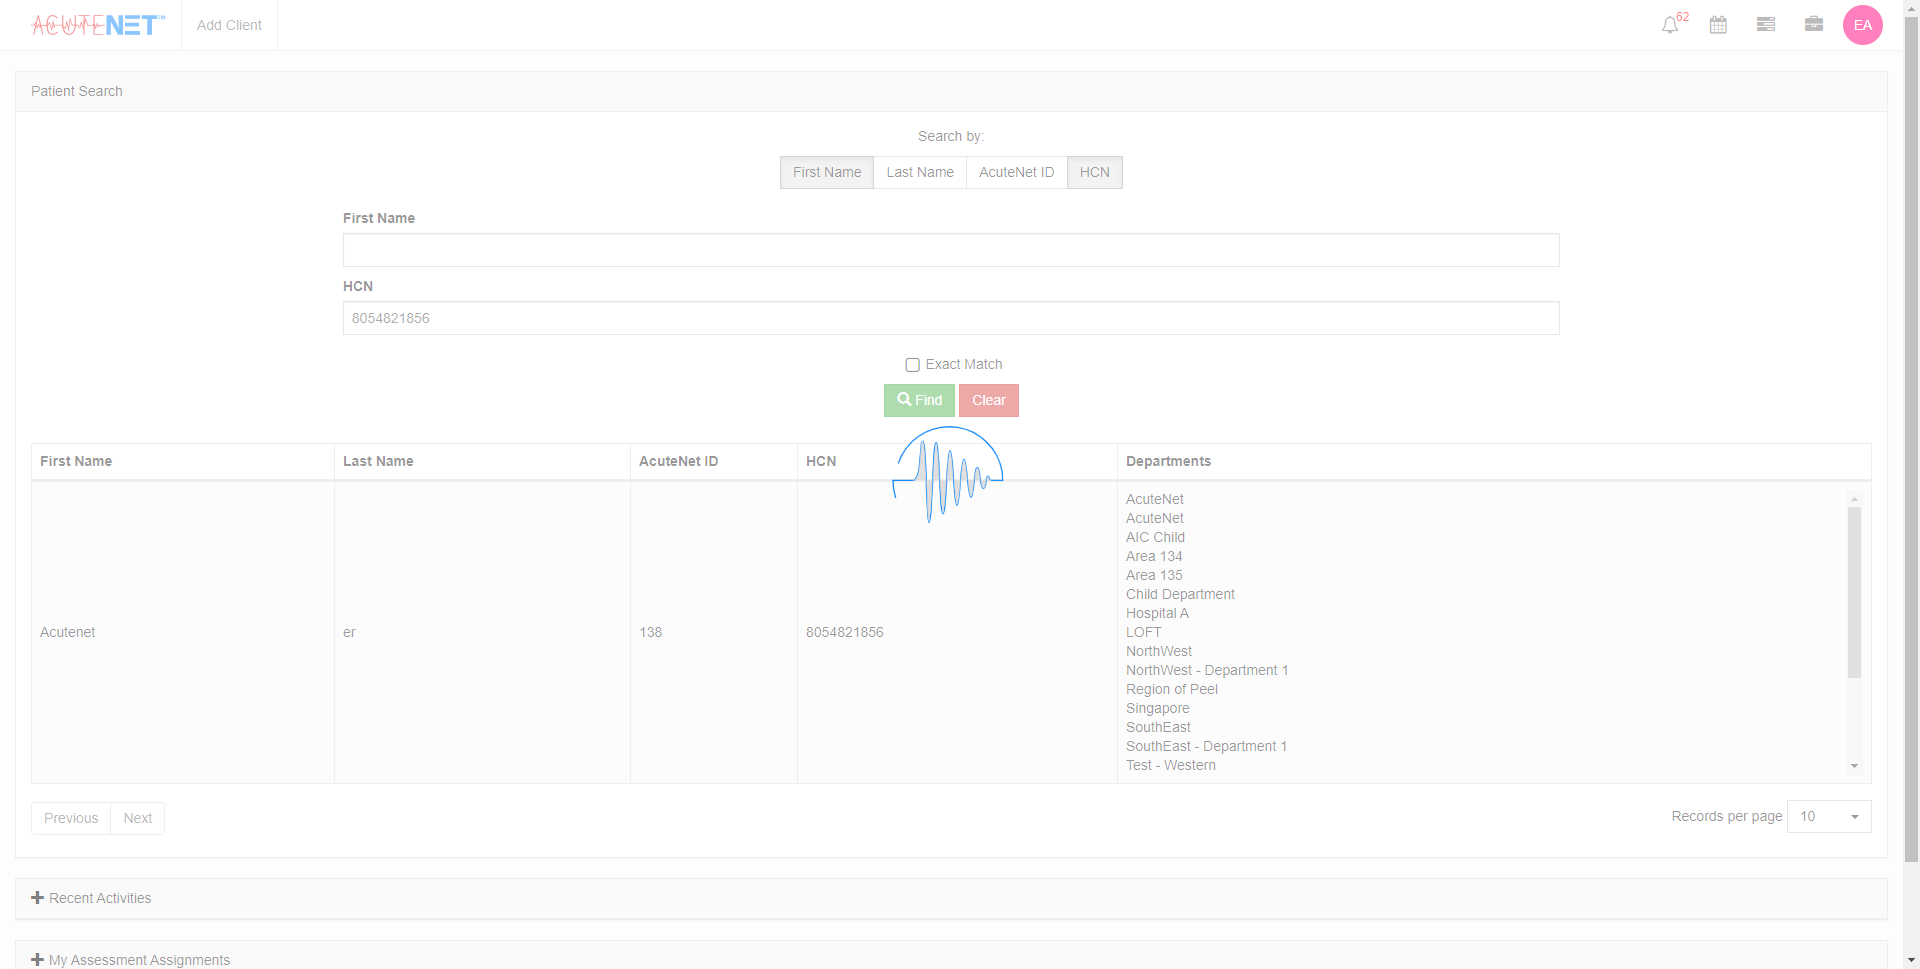 ACUTENET™
Add Client
62
EA
Patient Search
Search by:
First Name Last Name AcuteNet ID HCN
First Name
HCN
8054821856
Exact Match
Find Clear
First Name Last Name AcuteNet ID HCN Departments
Acutenet er 138 8054821856
AcuteNet
AcuteNet
AIC Child
Area 134
Area 135
Child Department
Hospital A
LOFT
NorthWest
NorthWest - Department 1
Region of Peel
Singapore
SouthEast
SouthEast - Department 1
Test - Western
Previous Next
Records per page 10
Recent Activities
My Assessment Assignments